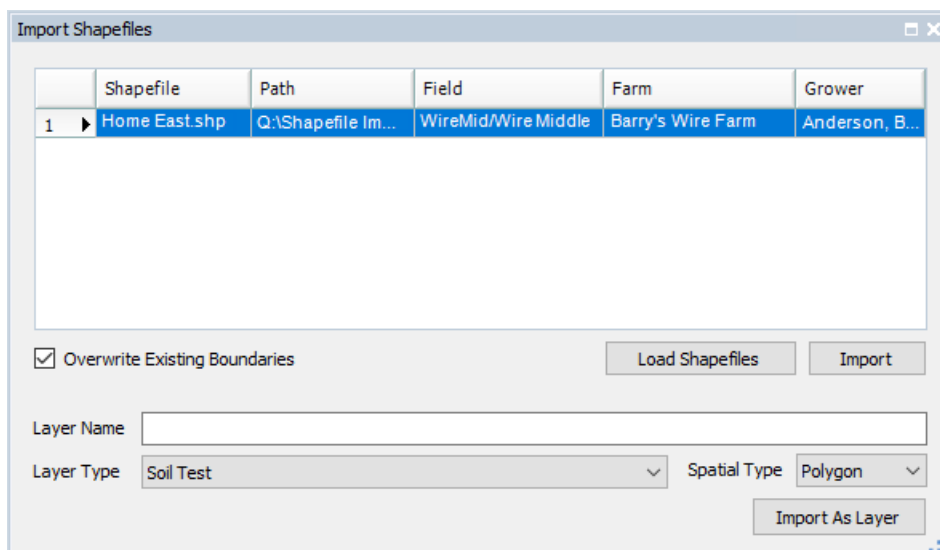 Import Shapefiles
Shapefile Path Field Farm Grower
1 Home East.shp Q:\Shapefile Im... WireMid/Wire Middle Barry's Wire Farm Anderson, B...
Overwrite Existing Boundaries Load Shapefiles Import
Layer Name
Layer Type Soil Test Spatial Type Polygon
Import As Layer